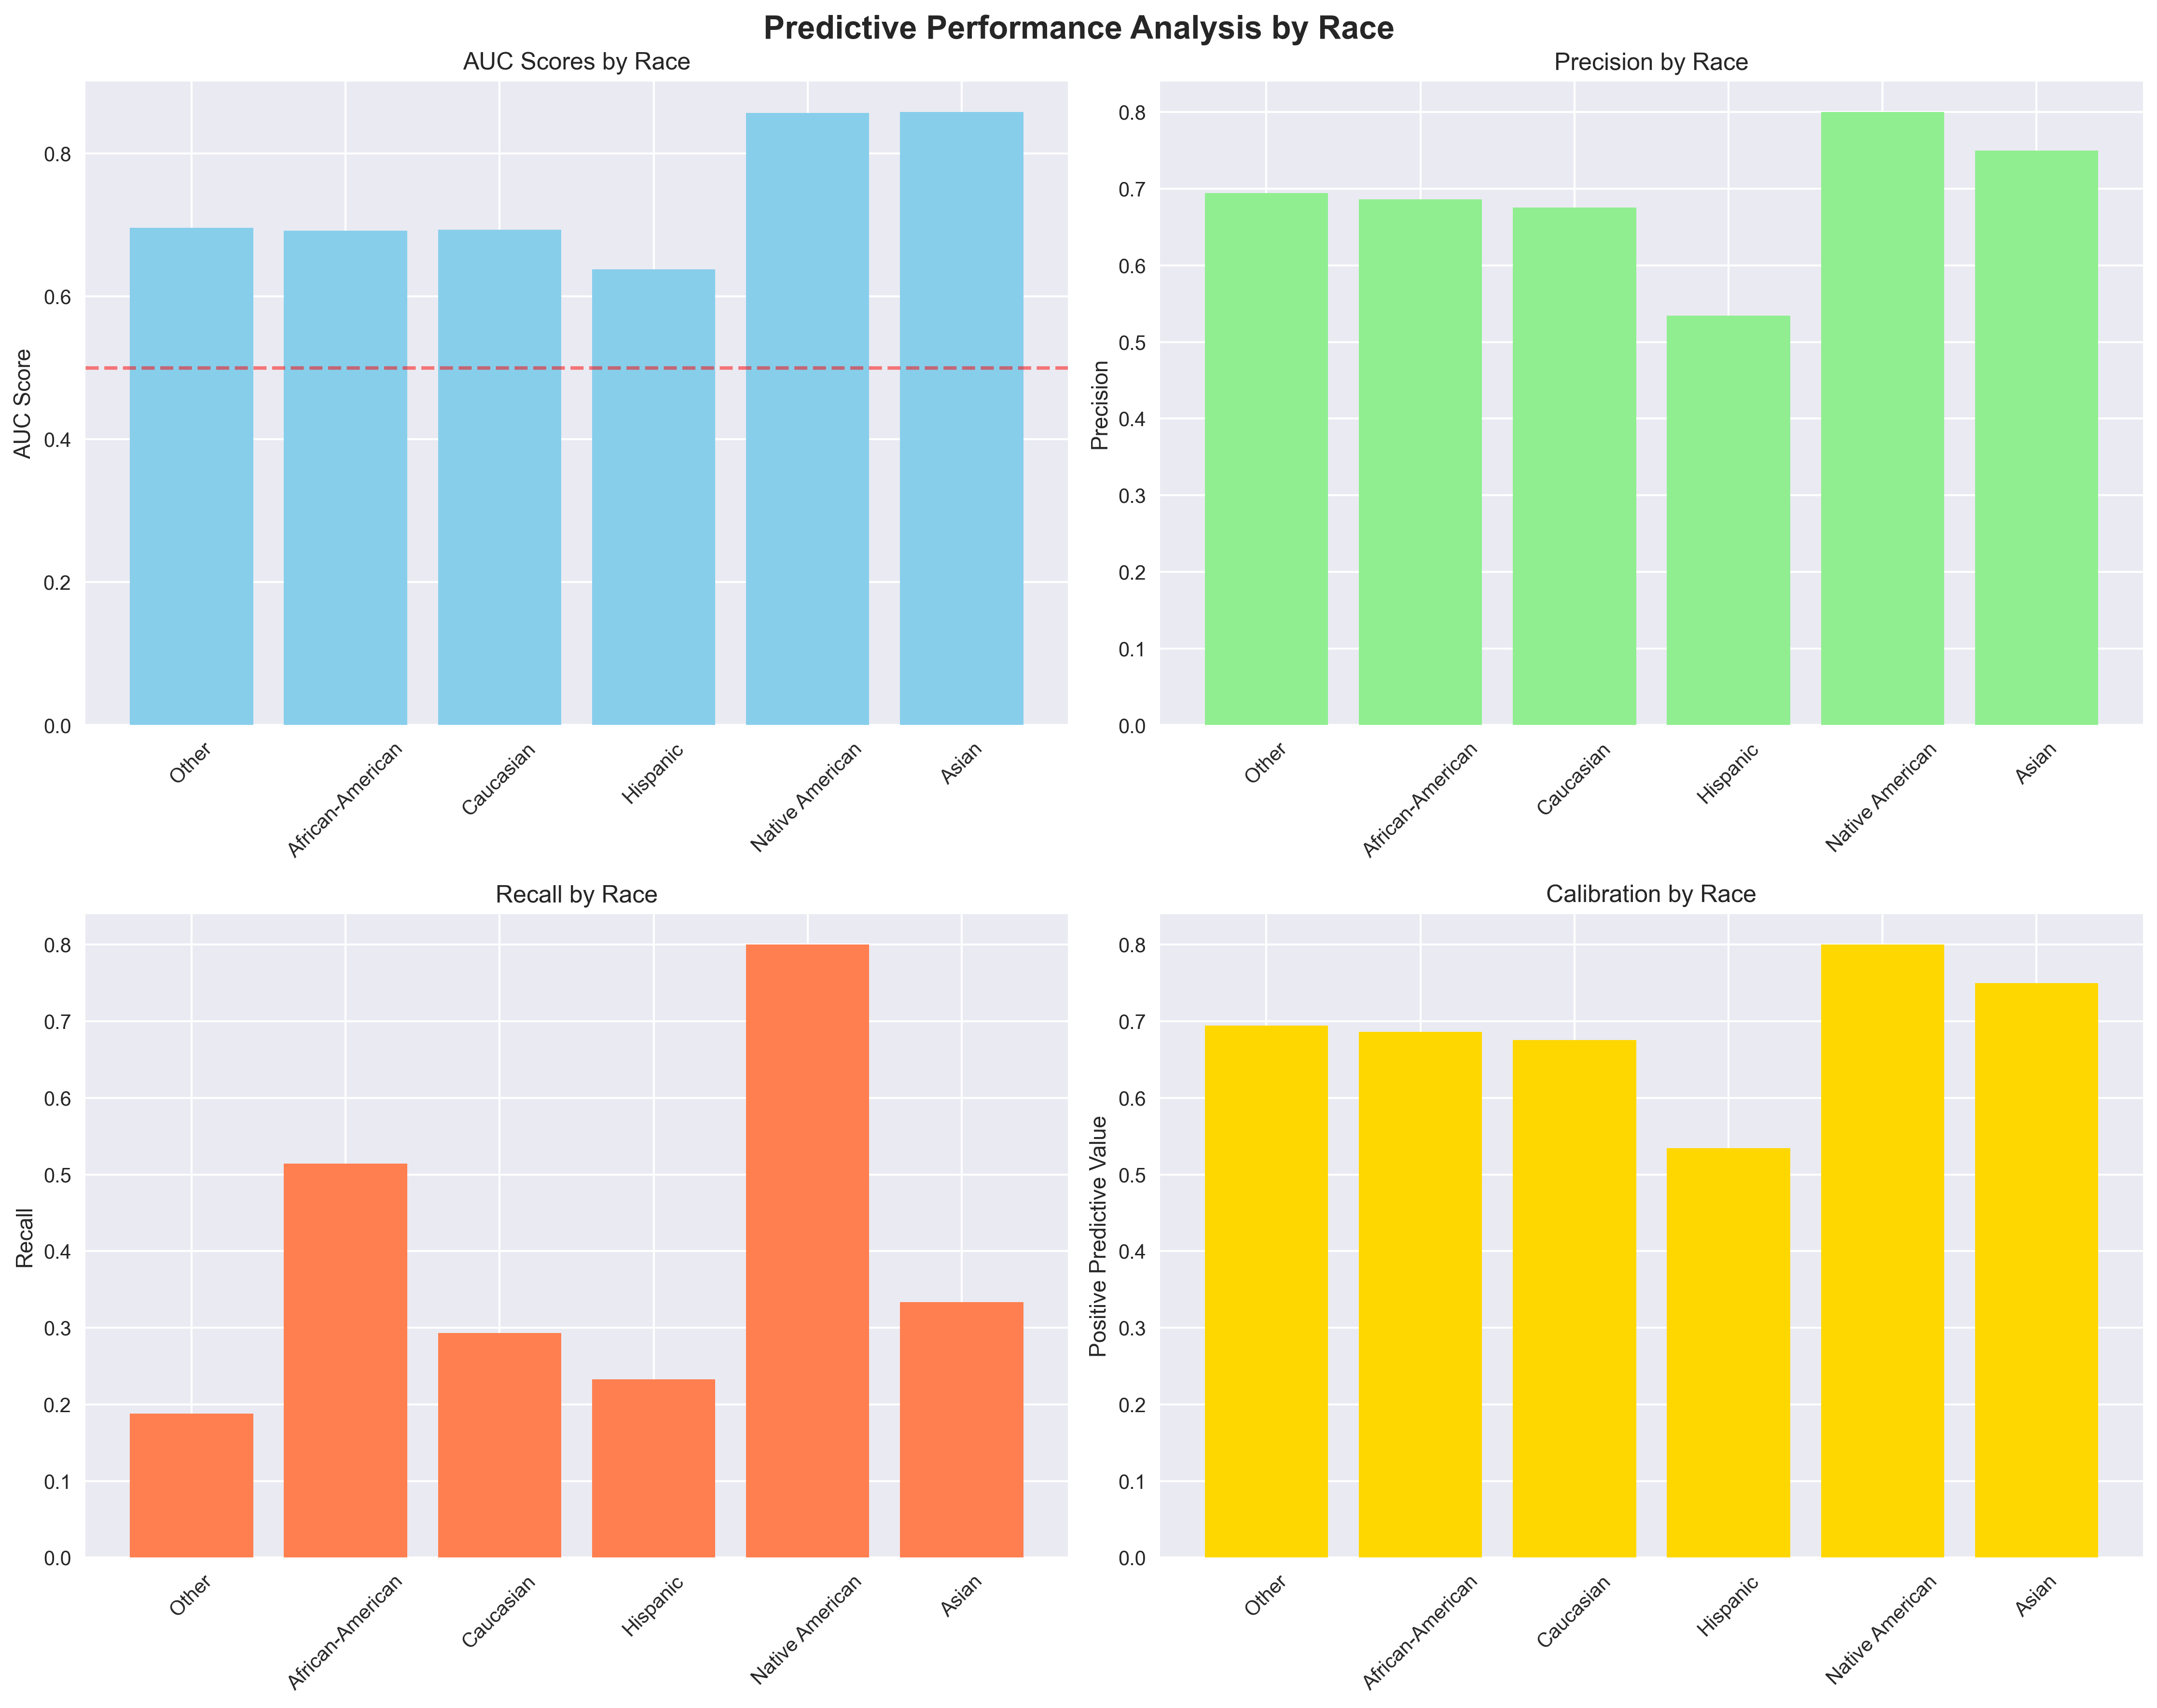 Predictive Performance Analysis by Race
AUC Scores by Race
AUC Score
0.8
0.6
0.4
0.2
0.0
Other
African-American
Caucasian
Hispanic
Native American
Asian
Precision by Race
Precision
0.8
0.7
0.6
0.5
0.4
0.3
0.2
0.1
0.0
Other
African-American
Caucasian
Hispanic
Native American
Asian
Recall by Race
Recall
0.8
0.7
0.6
0.5
0.4
0.3
0.2
0.1
0.0
Other
African-American
Caucasian
Hispanic
Native American
Asian
Calibration by Race
Positive Predictive Value
0.8
0.7
0.6
0.5
0.4
0.3
0.2
0.1
0.0
Other
African-American
Caucasian
Hispanic
Native American
Asian